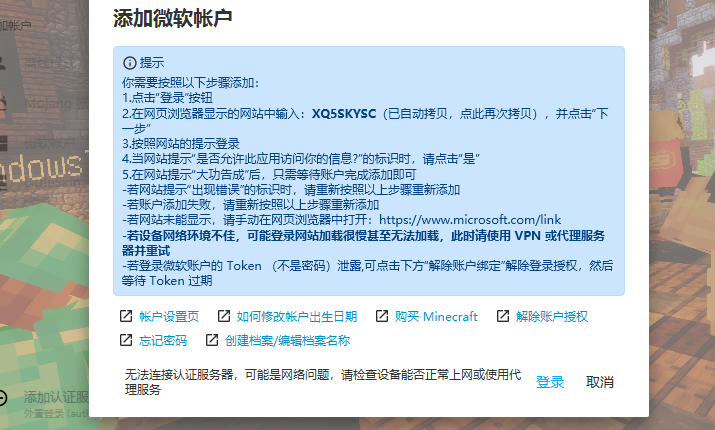 添加微软帐户
加帐户
提示
你需要按照以下步骤添加：
1.点击“登录”按钮
2.在网页浏览器显示的网站中输入：XQ5SKYSC（已自动拷贝，点此再次拷贝），并点击“下
一步”
3.按照网站的提示登录
4.当网站提示“是否允许此应用访问你的信息?”的标识时，请点击“是”
5.在网站提示“大功告成”后，只需等待账户完成添加即可
-若网站提示“出现错误”的标识时，请重新按照以上步骤重新添加
-若账户添加失败，请重新按照以上步骤重新添加
-若网站未能显示，请手动在网页浏览器中打开：https://www.microsoft.com/link
-若设备网络环境不佳，可能登录网站加载很慢甚至无法加载，此时请使用 VPN 或代理服务
器并重试
-若登录微软账户的 Token （不是密码）泄露,可点击下方“解除账户绑定”解除登录授权，然后
等待 Token 过期
帐户设置页 如何修改帐户出生日期 购买 Minecraft 解除账户授权
忘记密码 创建档案/编辑档案名称
无法连接认证服务器，可能是网络问题，请检查设备能否正常上网或使用代
理服务
登录 取消
添加认证服
外置登录 (aut